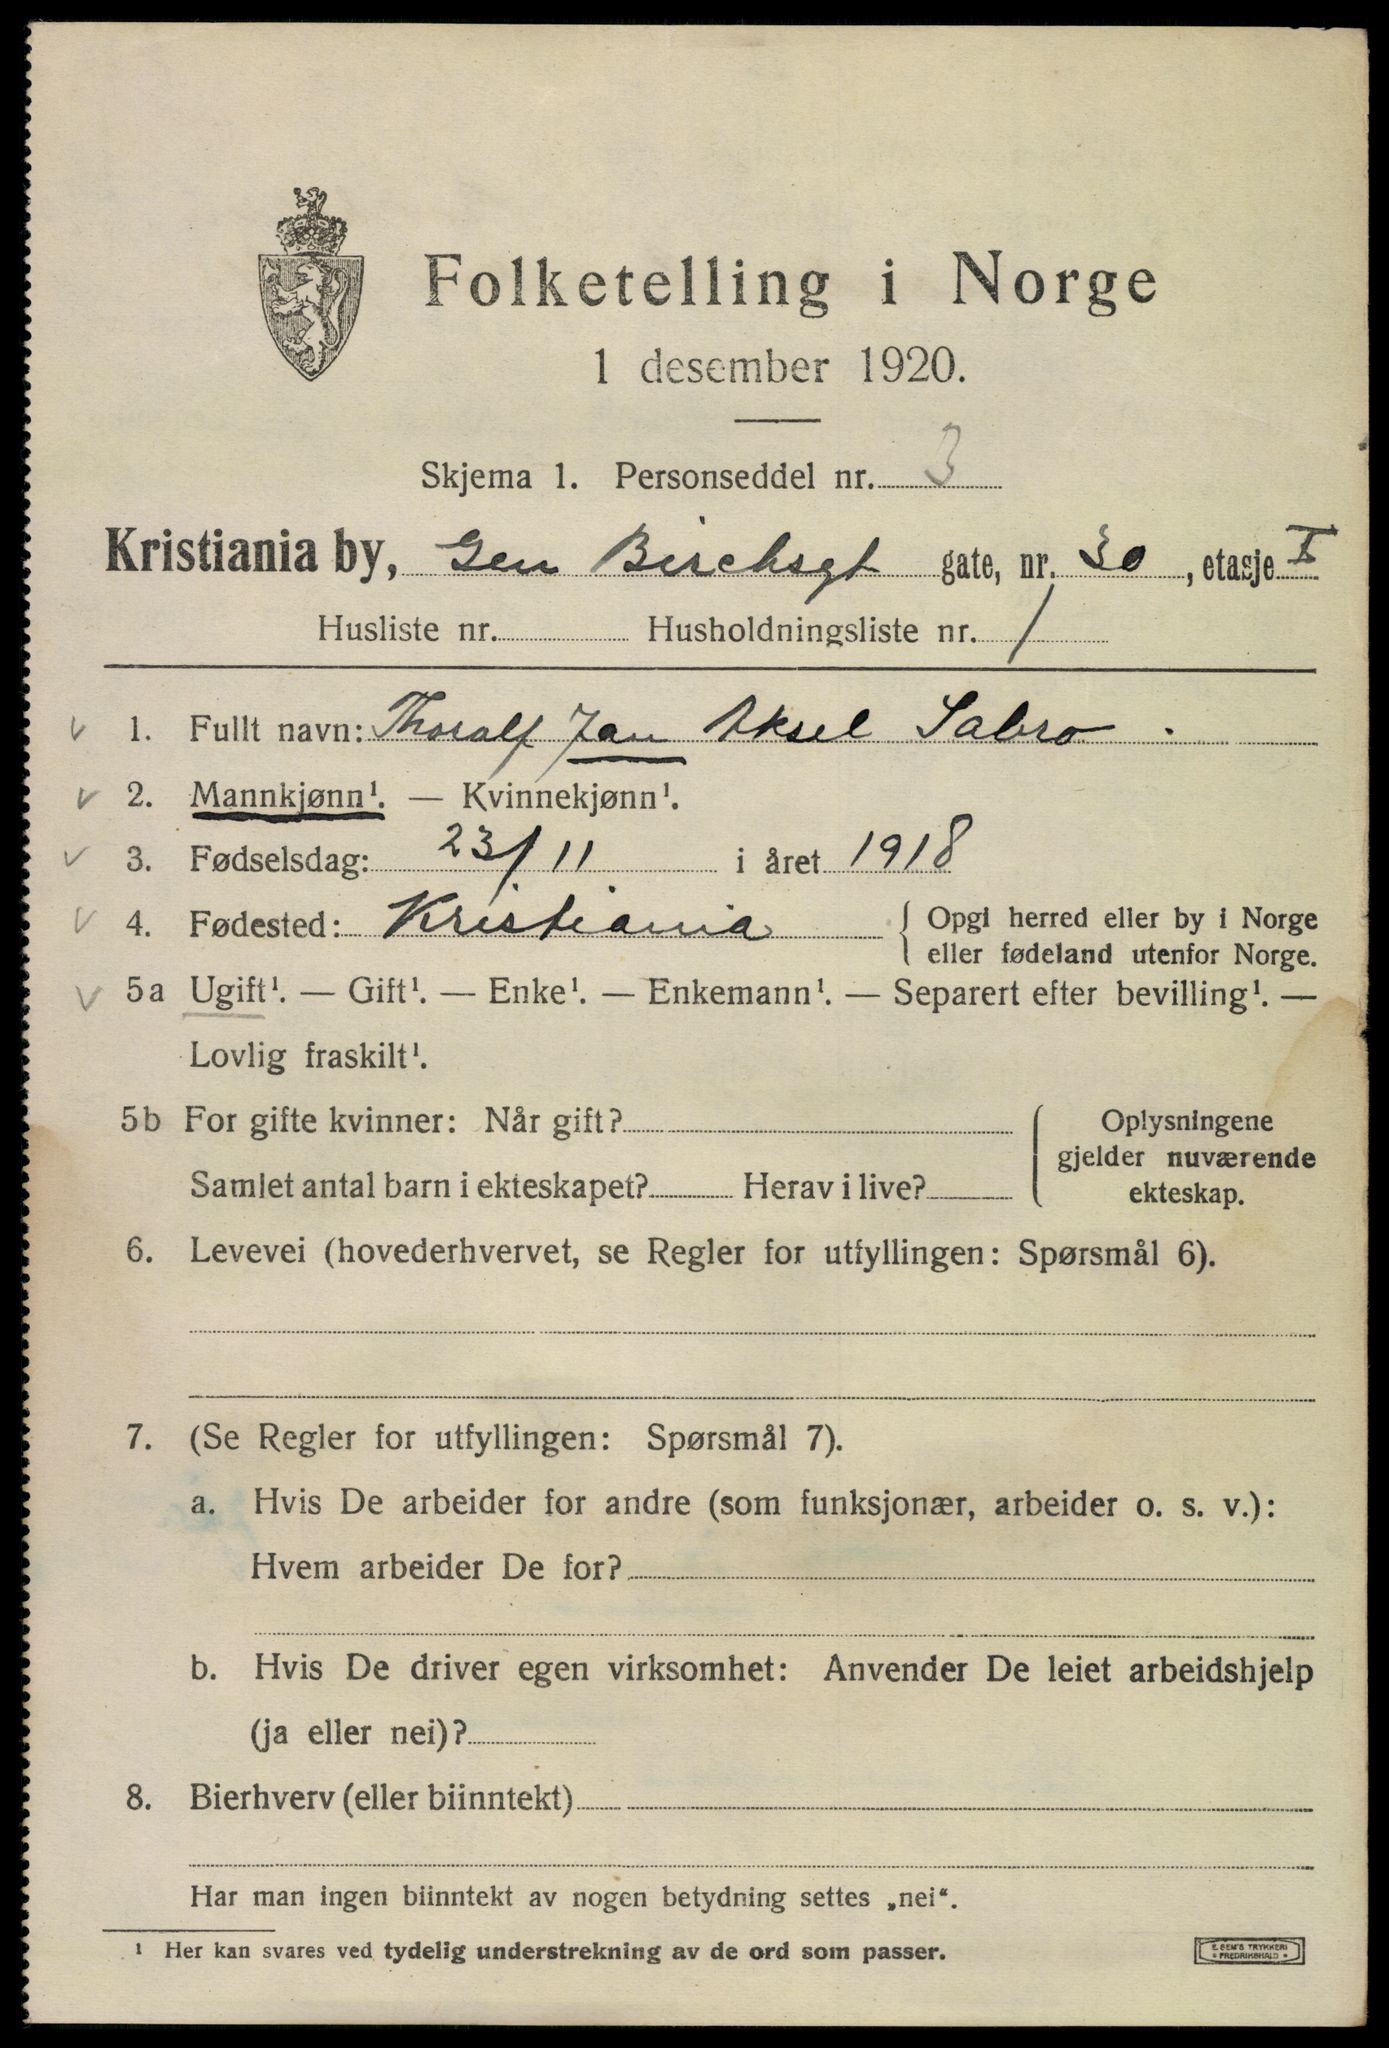 Folketelling i Norge
1 desember 1920.
Skjema 1. Personseddel nr. 3
Kristiania by, Gen Birchsgt gate, nr. 30, etasje I
Husliste nr. Husholdningsliste nr. 1
1. Fullt navn: Thoralf Jan Aksel Sabro.
2. Mannkjønn¹. — Kvinnekjønn¹.
3. Fødselsdag: 23/11 i året 1918
4. Fødested: Kristiania { Opgi herred eller by i Norge
eller fødeland utenfor Norge.
5a Ugift¹. — Gift¹. — Enke¹. — Enkemann¹. — Separert efter bevilling¹. —
Lovlig fraskilt¹.
5b For gifte kvinner: Når gift?
Samlet antal barn i ekteskapet? Herav i live?
Oplysningene
gjelder nuværende
ekteskap.
6. Levevei (hovederhvervet, se Regler for utfyllingen: Spørsmål 6).
7. (Se Regler for utfyllingen: Spørsmål 7).
a. Hvis De arbeider for andre (som funksjonær, arbeider o. s. v.):
Hvem arbeider De for?
b. Hvis De driver egen virksomhet: Anvender De leiet arbeidshjelp
(ja eller nei)?
8. Bierhverv (eller biinntekt)
Har man ingen biinntekt av nogen betydning settes „nei“.
¹ Her kan svares ved tydelig understrekning av de ord som passer.
E. SEM'S TRYKKERI
FREDRIKSHALD